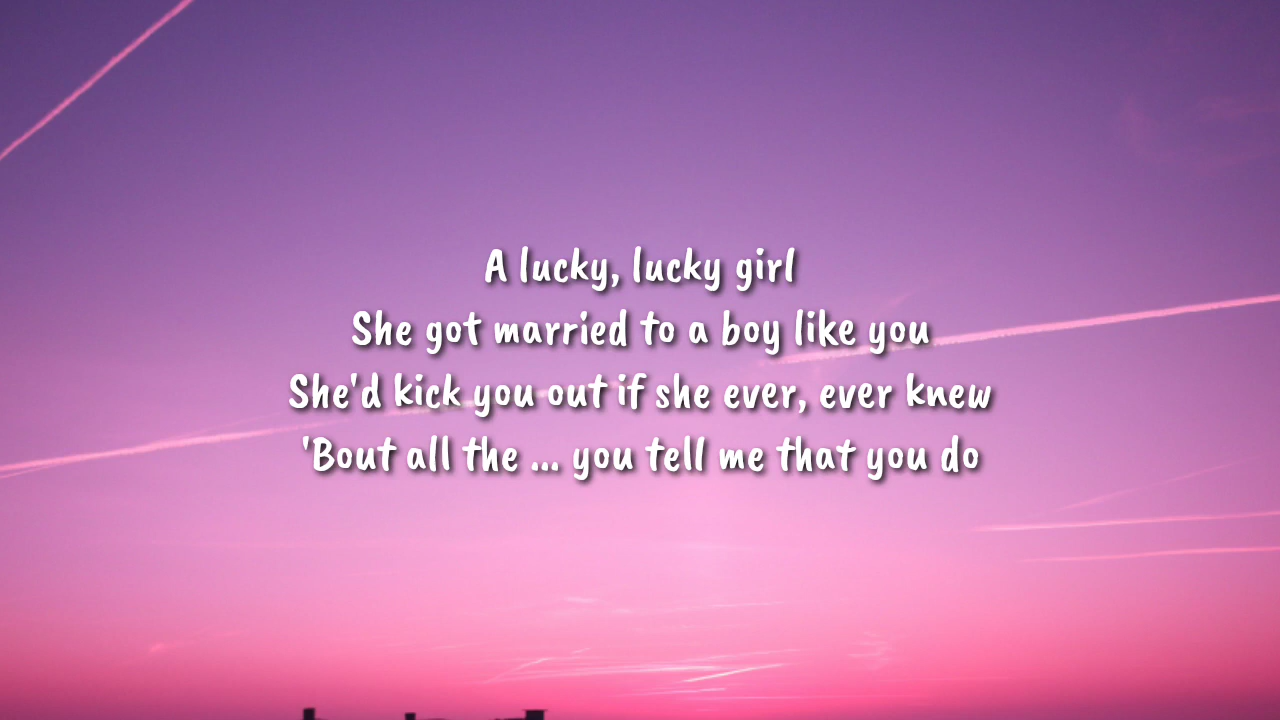 A lucky, lucky girl
She got married to a boy like you
She'd kick you out if she ever, ever knew
'Bout all the ... you tell me that you do